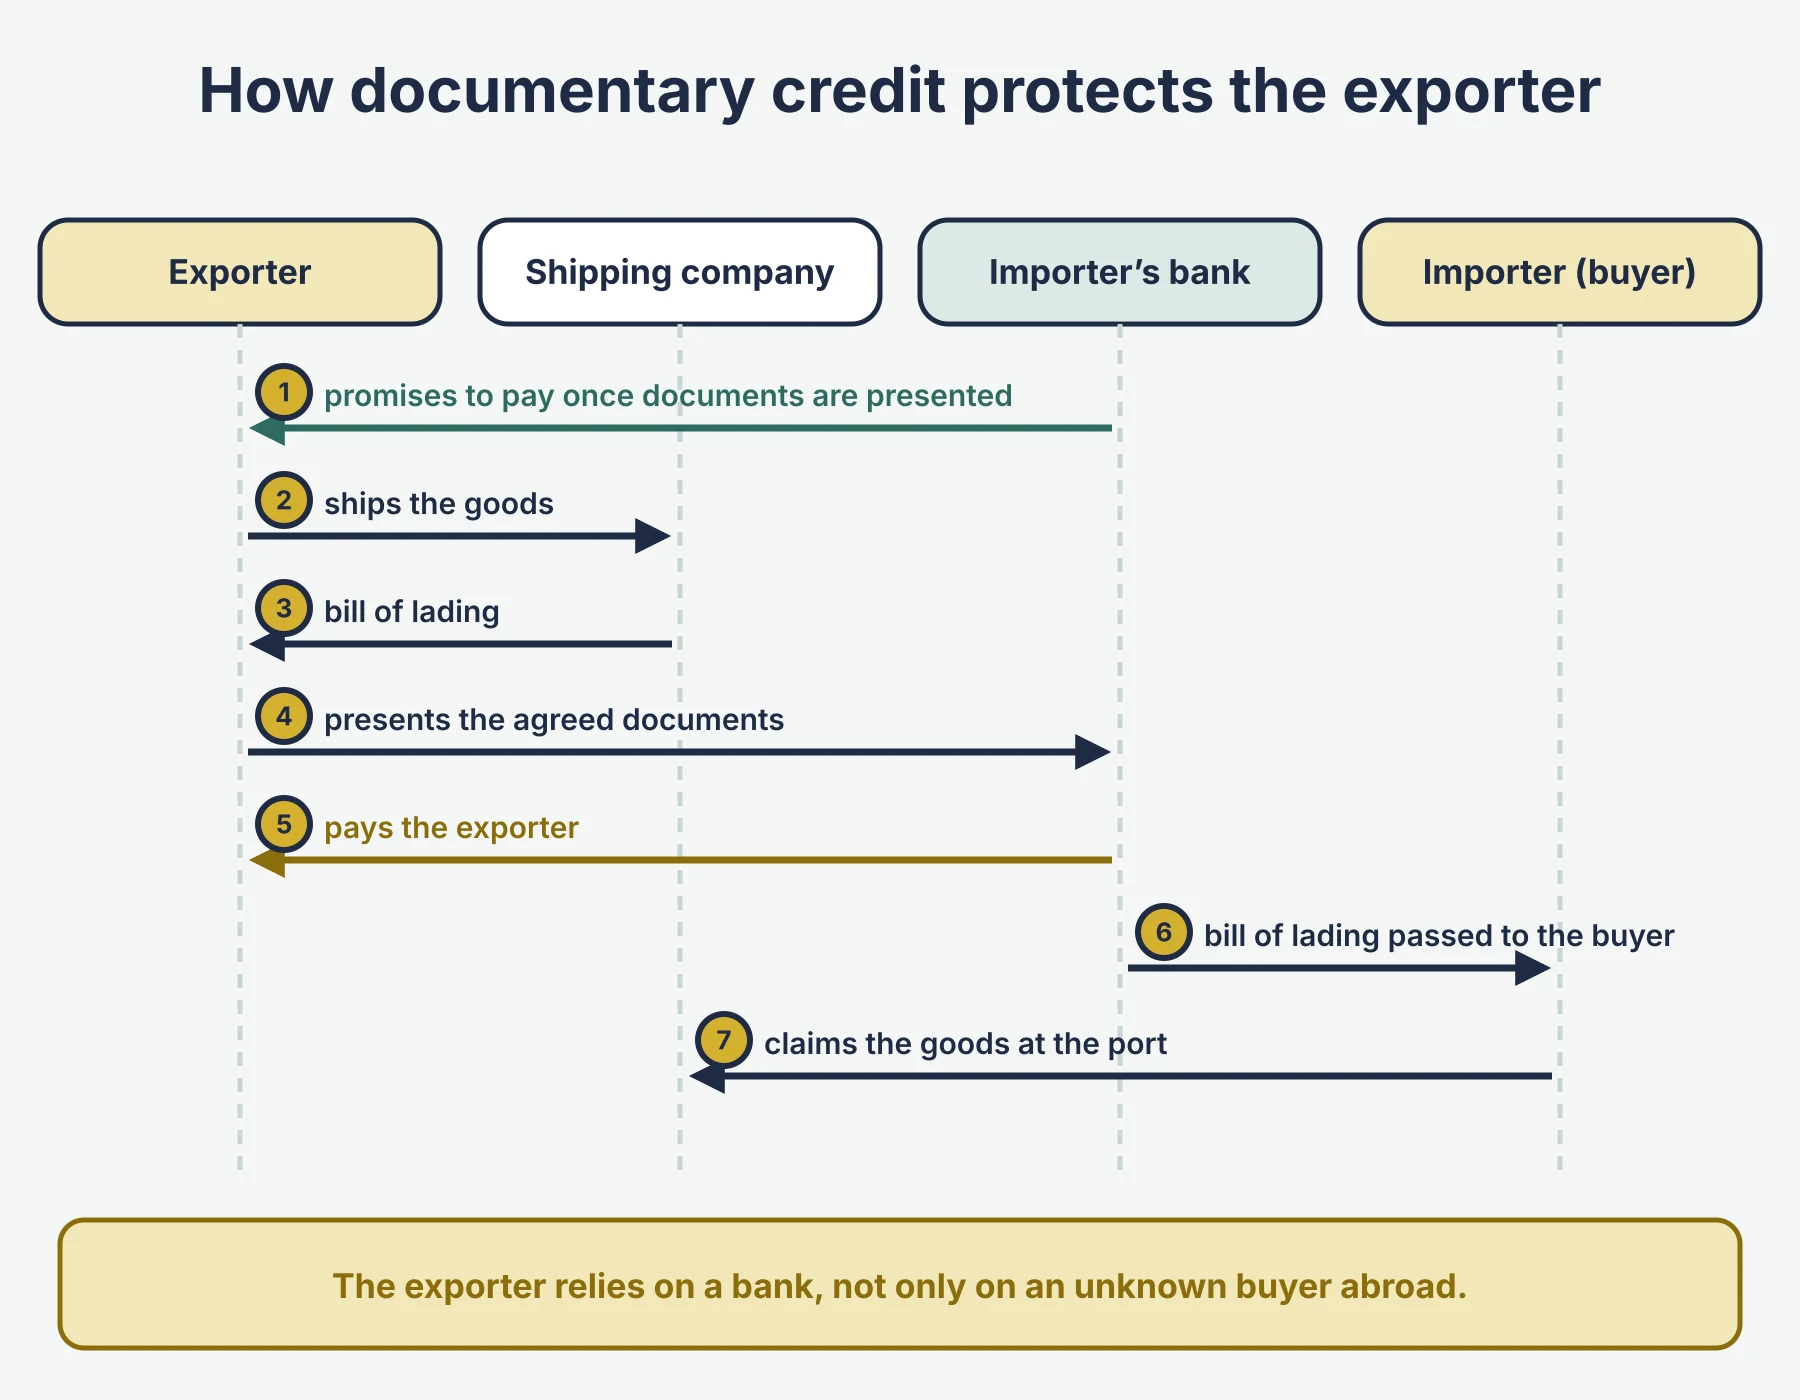 How documentary credit protects the exporter
Exporter
Shipping company
Importer’s bank
Importer (buyer)
1 promises to pay once documents are presented
2 ships the goods
3 bill of lading
4 presents the agreed documents
5 pays the exporter
6 bill of lading passed to the buyer
7 claims the goods at the port
The exporter relies on a bank, not only on an unknown buyer abroad.